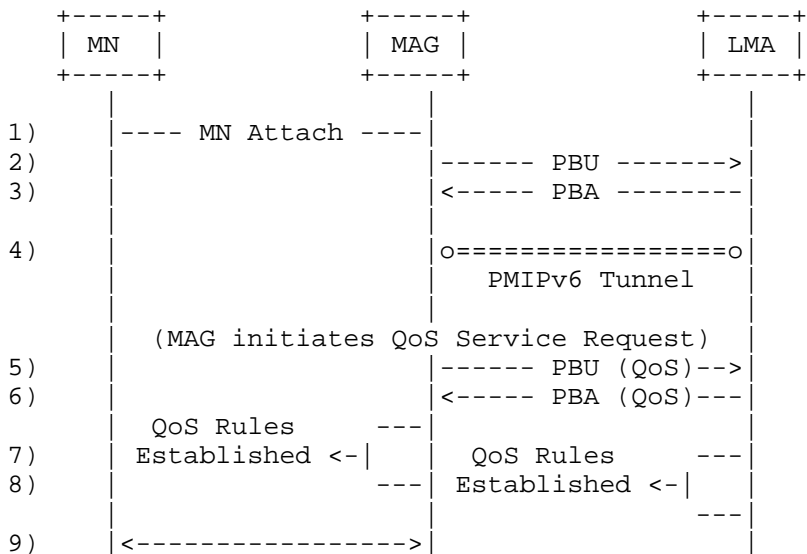 +-----+ +-----+ +-----+
| MN | | MAG | | LMA |
+-----+ +-----+ +-----+
| | |
1) |---- MN Attach ----| |
2) | |------ PBU ------->|
3) | |<----- PBA --------|
| | |
4) | |o=================o|
| | PMIPv6 Tunnel |
| | |
| (MAG initiates QoS Service Request) |
5) | |------ PBU (QoS)-->|
6) | |<----- PBA (QoS)---|
| QoS Rules ---| |
7) | Established <-| QoS Rules ---|
8) | ---| Established <-| |
| | ---|
9) |<----------------->| |